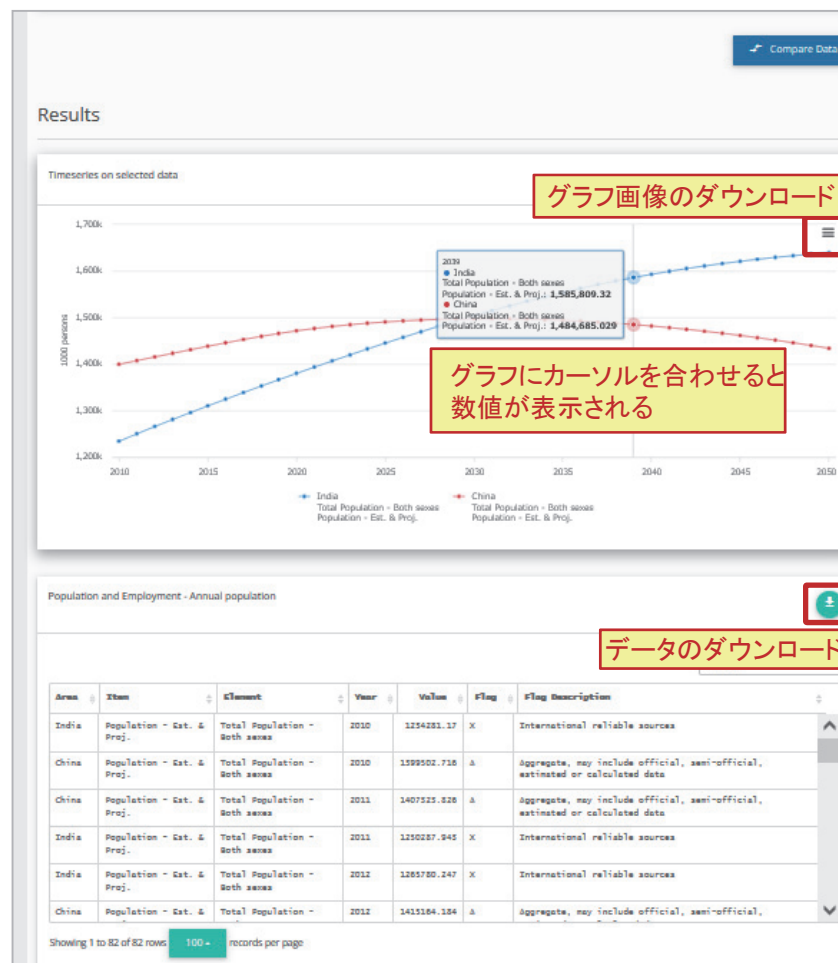 Compare Data
Results
Timeseries on selected data
グラフ画像のダウンロード
1,700k
1,600k
1,500k
1,400k
1,300k
1,200k
1000 persons
2039
India
Total Population - Both sexes
Population - Est. & Proj.: 1,585,809.32
China
Total Population - Both sexes
Population - Est. & Proj.: 1,484,685.029
グラフにカーソルを合わせると
数値が表示される
2010 2015 2020 2025 2030 2035 2040 2045 2050
India China
Total Population - Both sexes Total Population - Both sexes
Population - Est. & Proj. Population - Est. & Proj.
Population and Employment - Annual population
データのダウンロード
Area Item Element Year Value Flag Flag Description
India Population - Est. & Total Population - 2010 1234281.17 X International reliable sources
Proj. Both sexes
China Population - Est. & Total Population - 2010 1399502.716 A Aggregate, may include official, semi-official,
Proj. Both sexes estimated or calculated data
China Population - Est. & Total Population - 2011 1407323.826 A Aggregate, may include official, semi-official,
Proj. Both sexes estimated or calculated data
India Population - Est. & Total Population - 2011 1250287.943 X International reliable sources
Proj. Both sexes
India Population - Est. & Total Population - 2012 1265780.247 X International reliable sources
Proj. Both sexes
China Population - Est. & Total Population - 2012 1415164.184 A Aggregate, may include official, semi-official,
Showing 1 to 82 of 82 rows 100 records per page